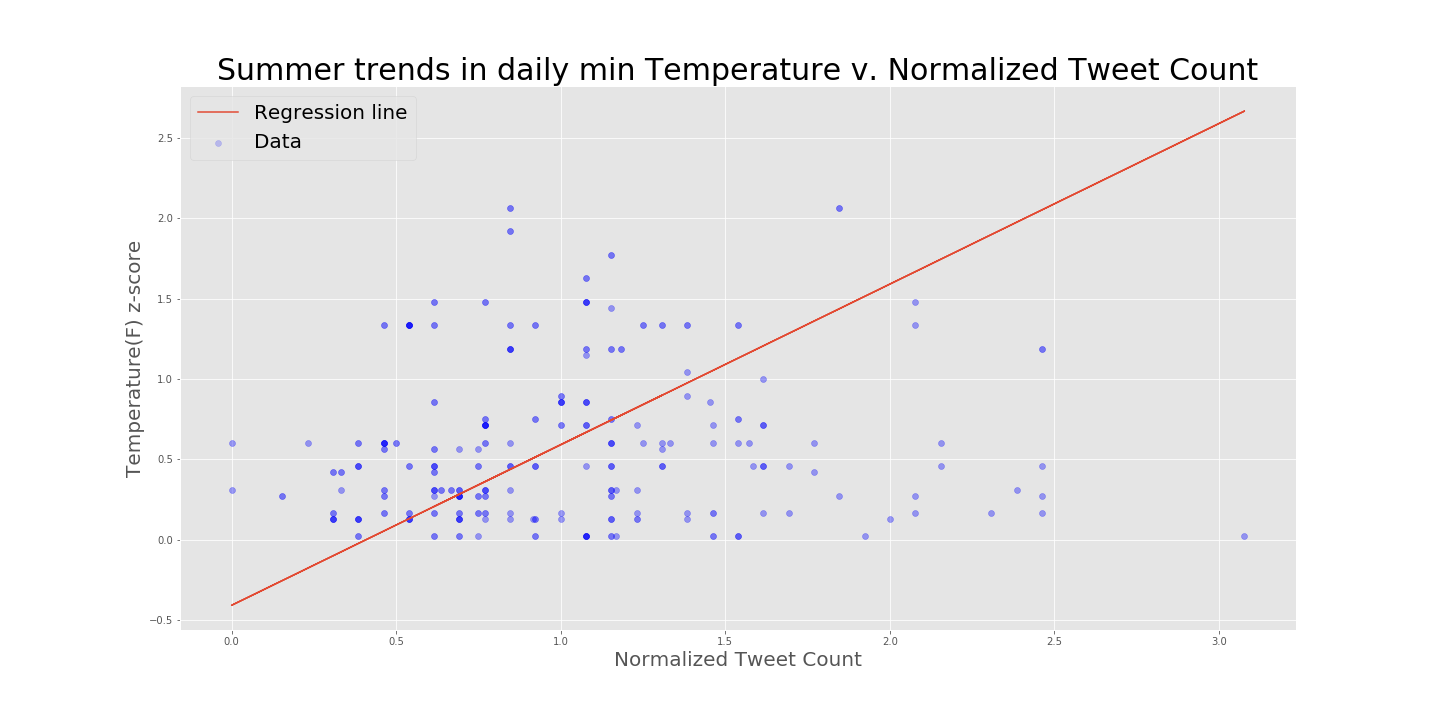 Summer trends in daily min Temperature v. Normalized Tweet Count
Regression line
Data
Temperature(F) z-score
2.5
2.0
1.5
1.0
0.5
0.0
−0.5
0.0 0.5 1.0 1.5 2.0 2.5 3.0
Normalized Tweet Count